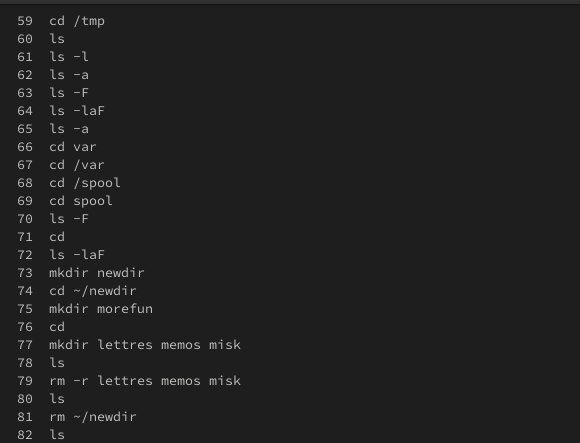 59 cd /tmp
60 ls
61 ls -l
62 ls -a
63 ls -F
64 ls -laF
65 ls -a
66 cd var
67 cd /var
68 cd /spool
69 cd spool
70 ls -F
71 cd
72 ls -laF
73 mkdir newdir
74 cd ~/newdir
75 mkdir morefun
76 cd
77 mkdir lettres memos misk
78 ls
79 rm -r lettres memos misk
80 ls
81 rm ~/newdir
82 ls